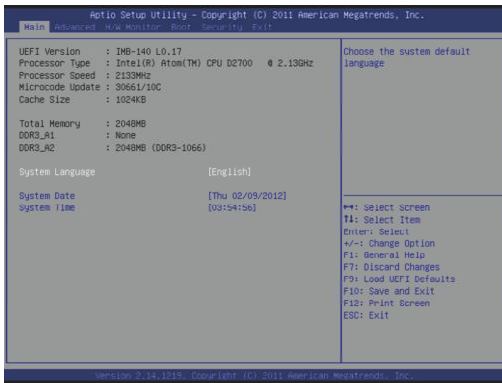 Aptio Setup Utility – Copyright (C) 2011 American Megatrends, Inc.
Main Advanced H/W Monitor Boot Security Exit
UEFI Version : IMB-140 L0.17
Processor Type : Intel(R) Atom(TM) CPU D2700 @ 2.13GHz
Processor Speed : 2133MHz
Microcode Update : 30661/10C
Cache Size : 1024KB
Total Memory : 2048MB
DDR3_A1 : None
DDR3_A2 : 2048MB (DDR3-1066)
System Language [English]
System Date [Thu 02/09/2012]
System Time [03:54:56]
Choose the system default
language
↔: Select Screen
↑↓: Select Item
Enter: Select
+/-: Change Option
F1: General Help
F7: Discard Changes
F9: Load UEFI Defaults
F10: Save and Exit
F12: Print Screen
ESC: Exit
Version 2.14.1219. Copyright (C) 2011 American Megatrends, Inc.